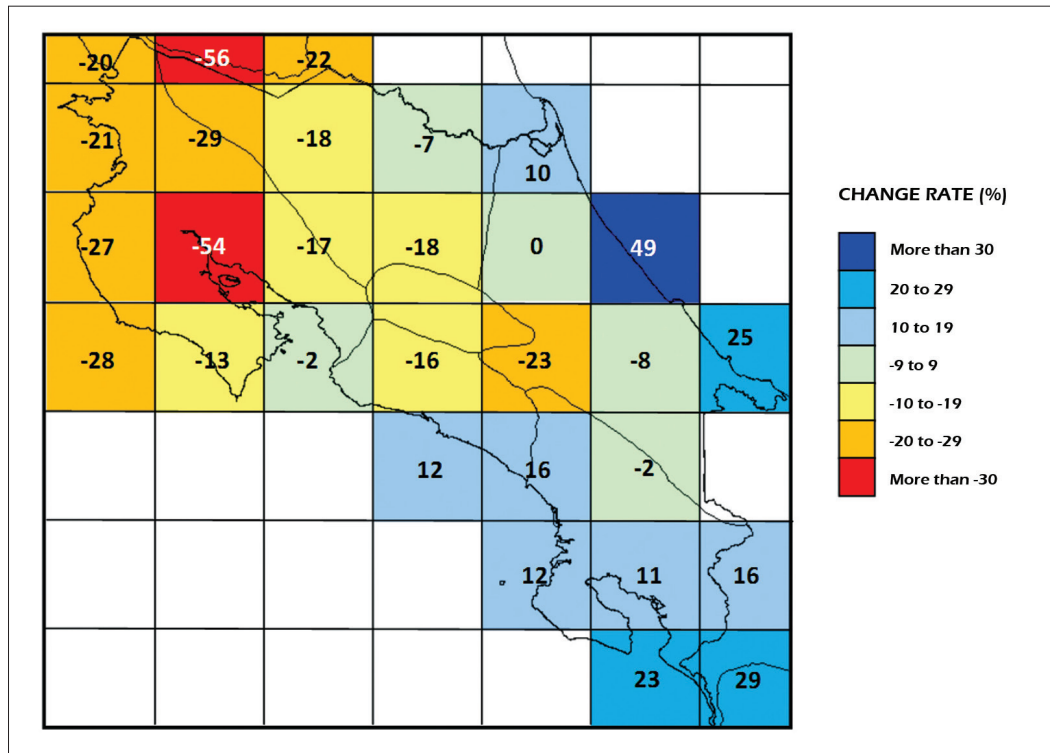 -20 -56 -22
-21 -29 -18 -7 10
-27 -54 -17 -18 0 49
-28 -13 -2 -16 -23 -8 25
12 16 -2
12 11 16
23 29
CHANGE RATE (%)
More than 30
20 to 29
10 to 19
-9 to 9
-10 to -19
-20 to -29
More than -30